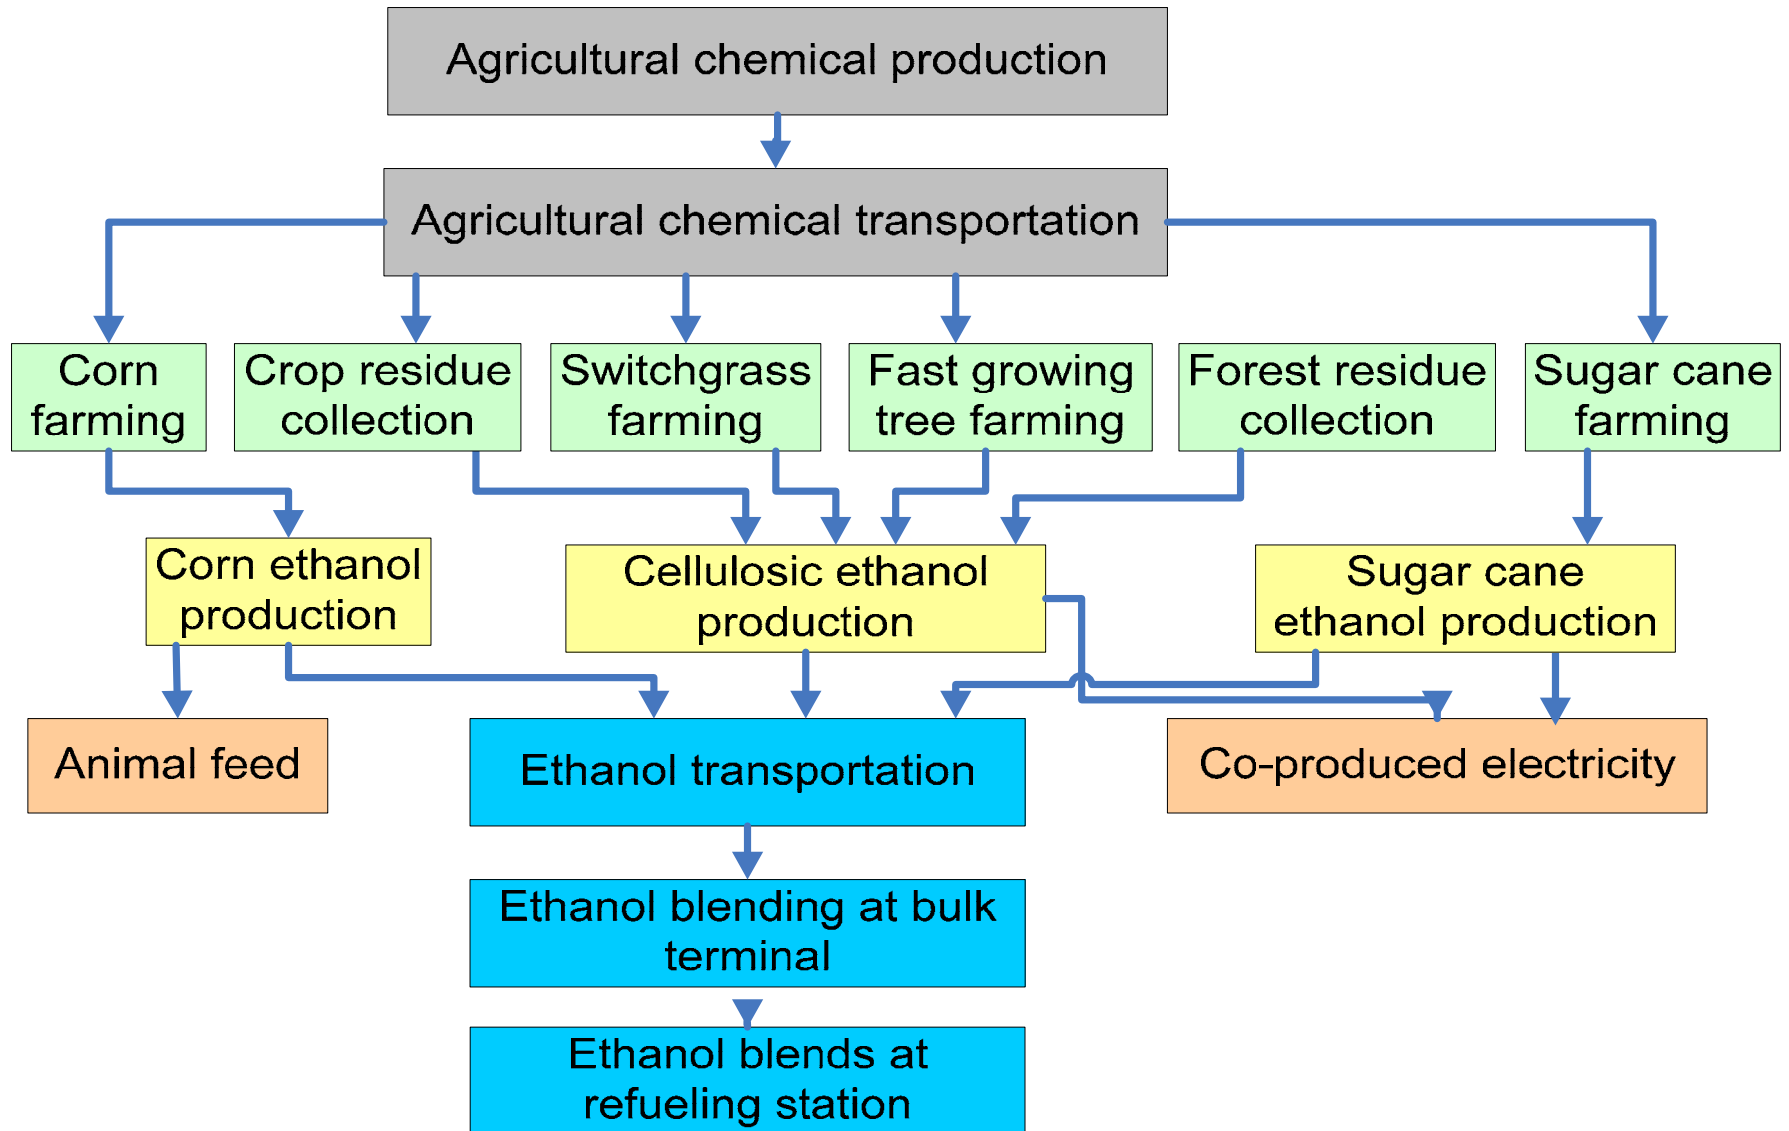 Agricultural chemical production
Agricultural chemical transportation
Corn
farming
Crop residue
collection
Switchgrass
farming
Fast growing
tree farming
Forest residue
collection
Sugar cane
farming
Corn ethanol
production
Cellulosic ethanol
production
Sugar cane
ethanol production
Animal feed
Ethanol transportation
Co-produced electricity
Ethanol blending at bulk
terminal
Ethanol blends at
refueling station